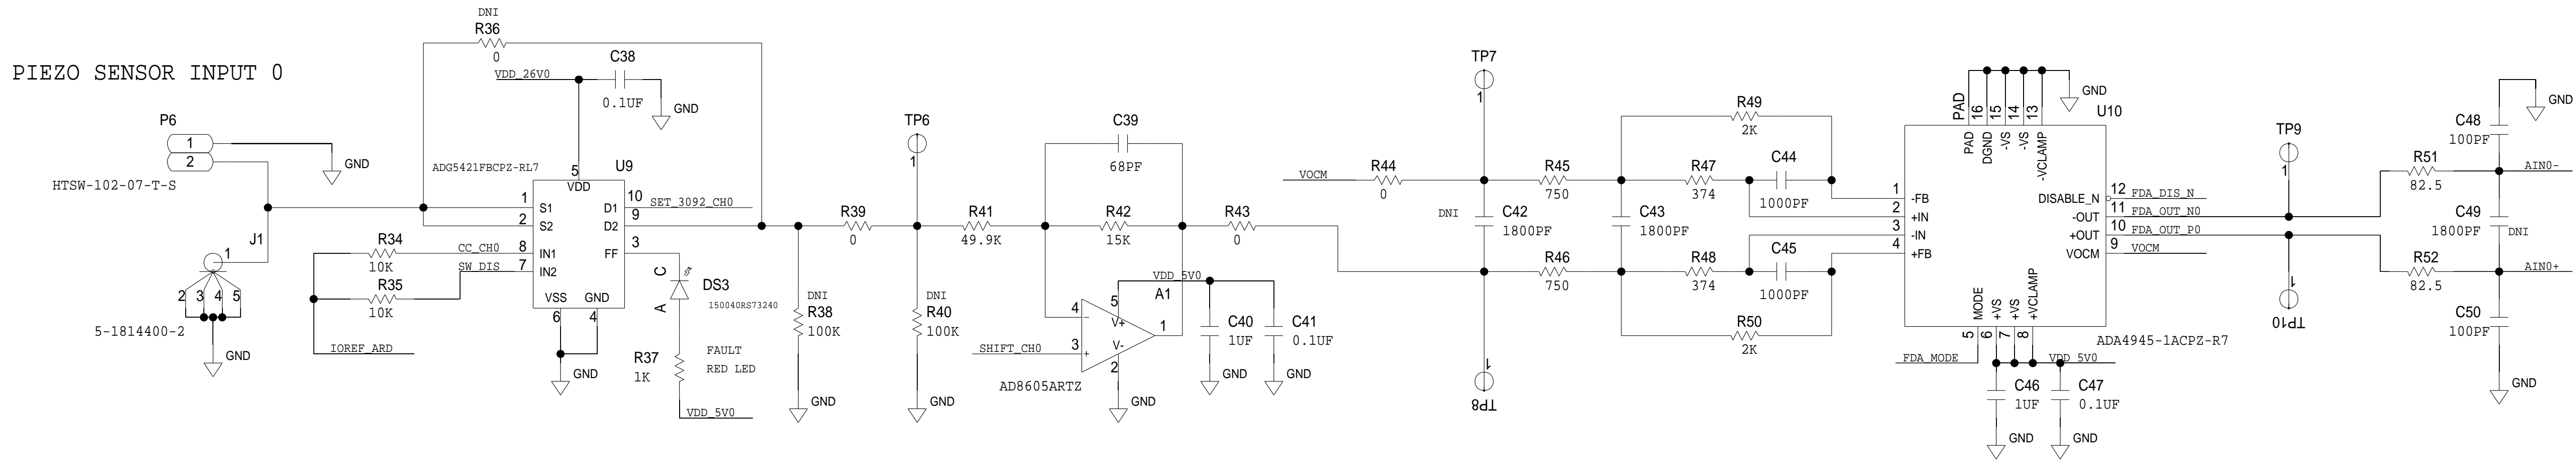 PIEZO SENSOR INPUT 0
P6
1
2
HTSW-102-07-T-S
GND
J1
1
2 3 4 5
5-1814400-2
GND
DNI
R36
0
VDD_26V0
C38
0.1UF
GND
ADG5421FBCPZ-RL7
U9
5
VDD
1 S1
2 S2
8 IN1
7 IN2
D1 10 SET_3092_CH0
D2 9
FF 3
VSS GND
6 4
GND
R34
10K
CC_CH0
R35
10K
SW_DIS
IOREF_ARD
C
A
DS3
150040RS73240
R37
1K
FAULT
RED LED
VDD_5V0
DNI
R38
100K
GND
TP6
1
R39
0
DNI
R40
100K
GND
R41
49.9K
C39
68PF
R42
15K
R43
0
VDD_5V0
A1
4
3
5
V+
V-
2
1
SHIFT_CH0
AD8605ARTZ
GND
C40
1UF
GND
C41
0.1UF
GND
VOCM
R44
0
TP7
1
DNI
C42
1800PF
1
TP8
R45
750
R46
750
C43
1800PF
R49
2K
R47
374
C44
1000PF
R48
374
C45
1000PF
R50
2K
PAD 16 15 14 13
PAD DGND -VS -VS -VCLAMP
GND
U10
1 -FB
2 +IN
3 -IN
4 +FB
DISABLE_N 12 FDA_DIS_N
-OUT 11 FDA_OUT_N0
+OUT 10 FDA_OUT_P0
VOCM 9 VOCM
MODE +VS +VS +VCLAMP
5 6 7 8
ADA4945-1ACPZ-R7
FDA_MODE
VDD_5V0
C46
1UF
GND
C47
0.1UF
GND
TP9
1
1
TP10
R51
82.5
R52
82.5
GND
C48
100PF
AIN0-
C49
1800PF
DNI
AIN0+
C50
100PF
GND